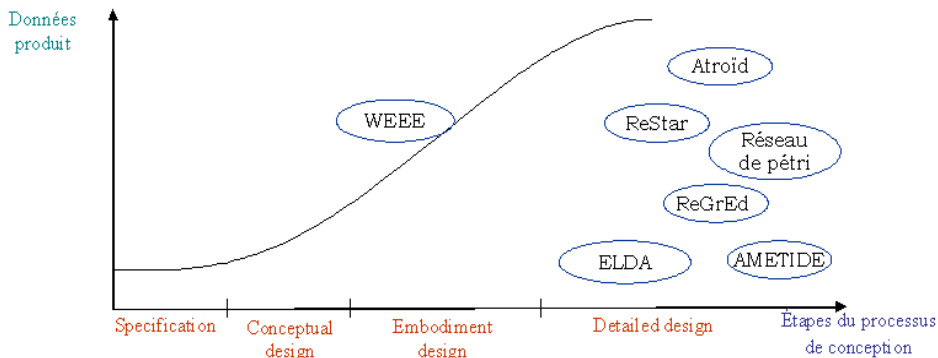 Données
produit
Atroïd
WEEE
ReStar
Réseau
de pétri
ReGrEd
ELDA
AMETIDE
Specification
Conceptual
design
Embodiment
design
Detailed design
Étapes du processus
de conception